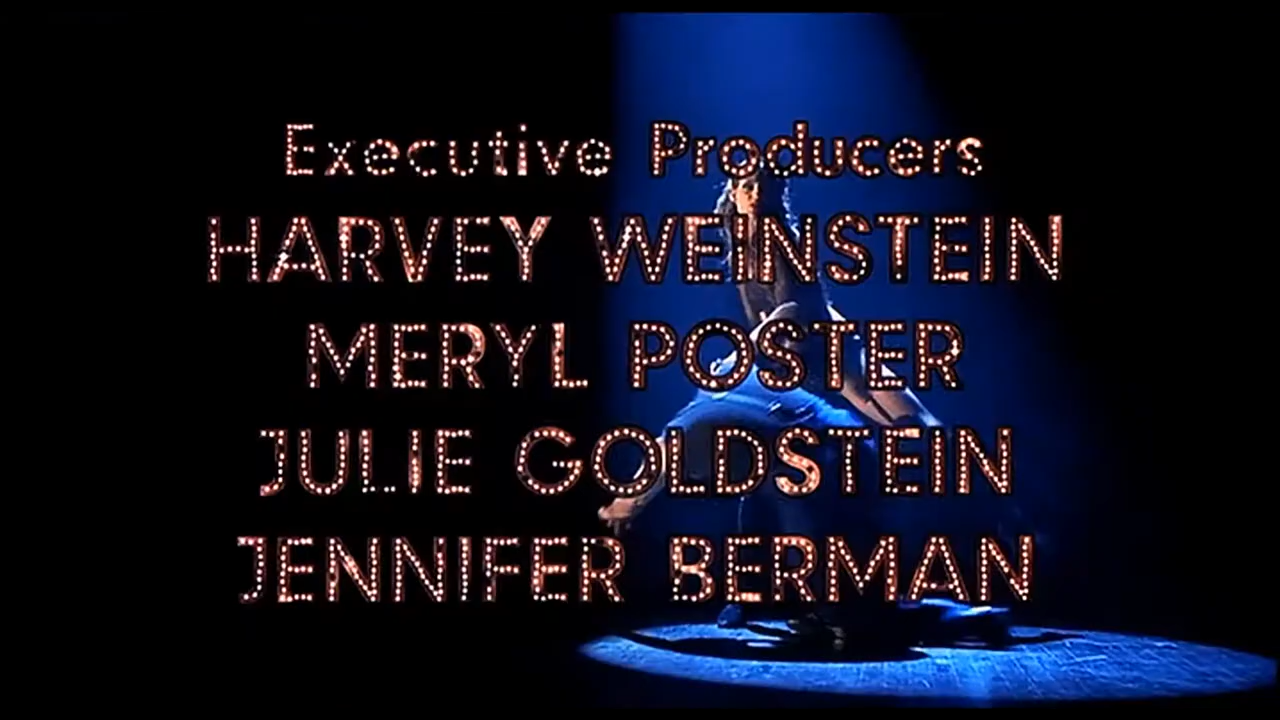 Executive Producers
HARVEY WEINSTEIN
MERYL POSTER
JULIE GOLDSTEIN
JENNIFER BERMAN